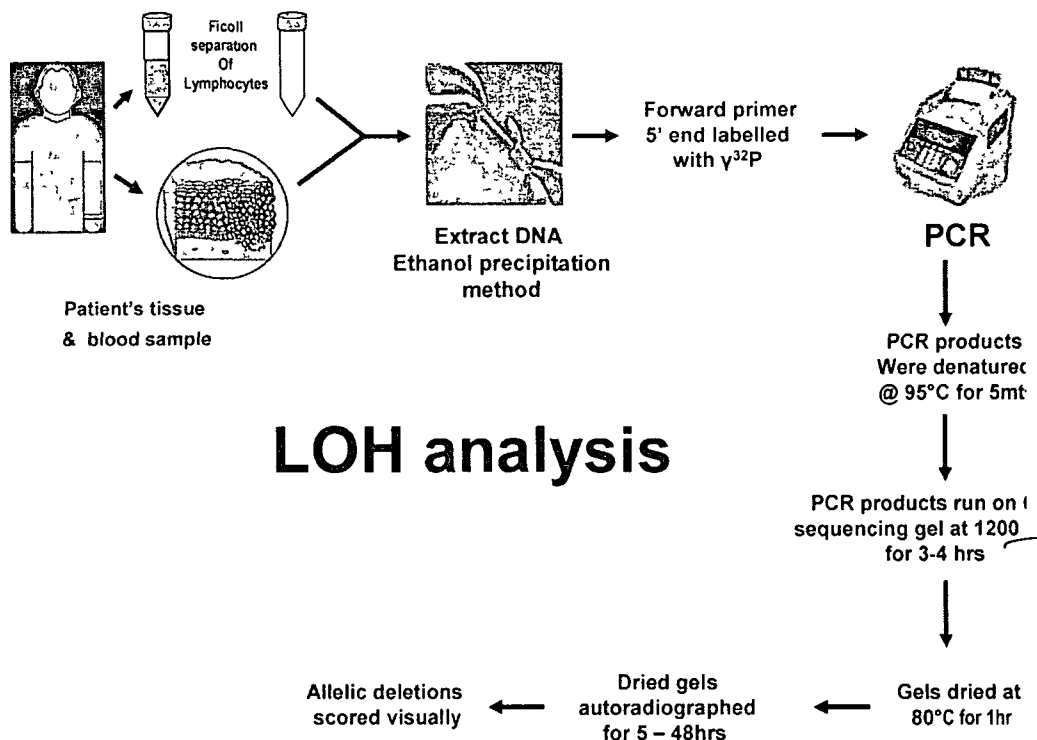 Ficoll
separation
Of
Lymphocytes
Patient's tissue
& blood sample
Extract DNA
Ethanol precipitation
method
Forward primer
5' end labelled
with γ³²P
PCR
PCR products
Were denatured
@ 95°C for 5mt
LOH analysis
PCR products run on
sequencing gel at 1200
for 3-4 hrs
Gels dried at
80°C for 1hr
Dried gels
autoradiographed
for 5 – 48hrs
Allelic deletions
scored visually